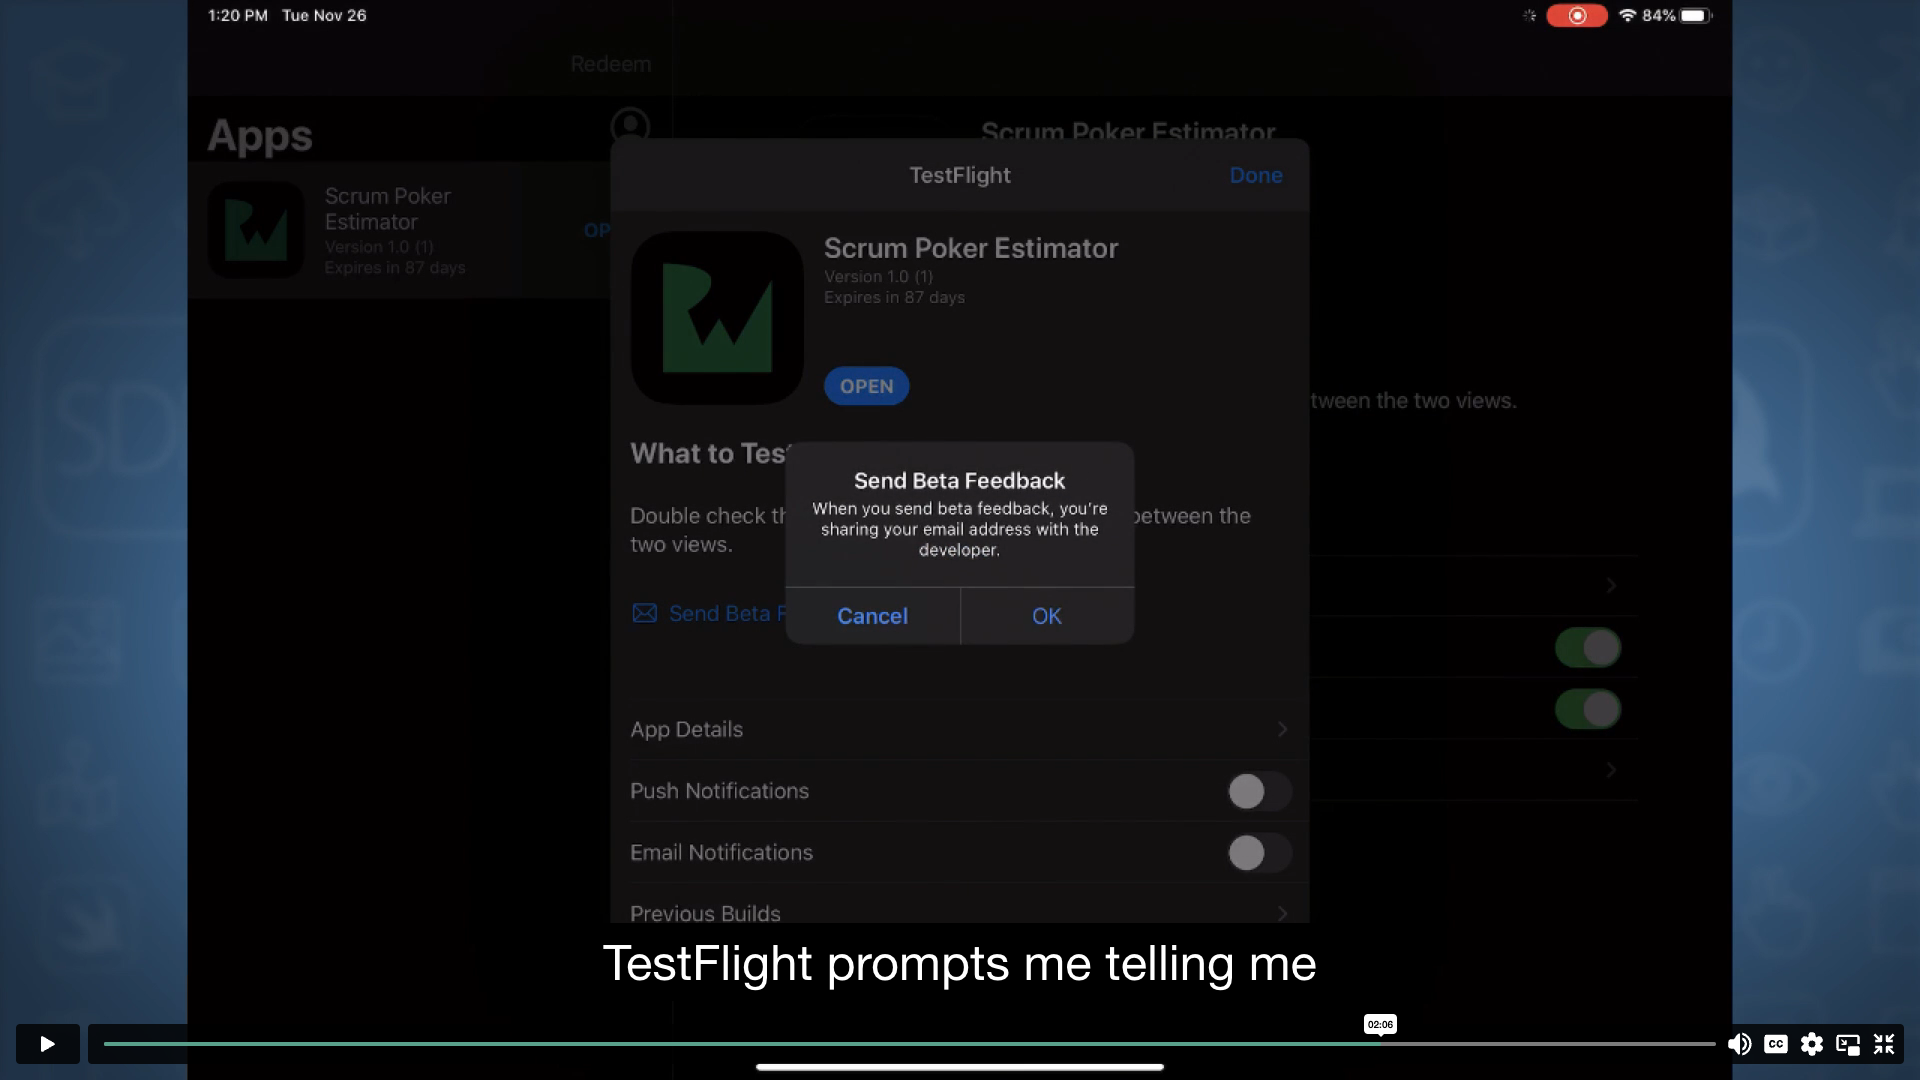 1:20 PM Tue Nov 26
84%
Redeem
Apps
Scrum Poker Estimator
TestFlight
Done
Scrum Poker
Estimator
Version 1.0 (1)
Expires in 87 days
OP
Scrum Poker Estimator
Version 1.0 (1)
Expires in 87 days
OPEN
tween the two views.
What to Tes
Send Beta Feedback
When you send beta feedback, you're
sharing your email address with the
developer.
Double check th
between the
two views.
Send Beta F
Cancel
OK
App Details
Push Notifications
Email Notifications
Previous Builds
TestFlight prompts me telling me
02:06
CC
SD